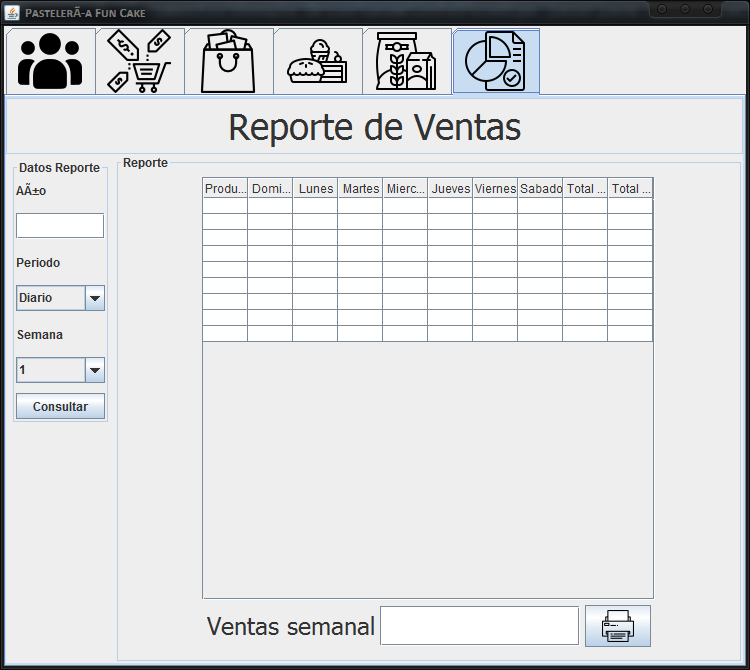 PastelerÃ-a Fun Cake
Reporte de Ventas
Datos Reporte
AÃ±o
Periodo
Diario
Semana
1
Consultar
Reporte
Produ... Domi... Lunes Martes Mierc... Jueves Viernes Sabado Total ... Total ...
Ventas semanal